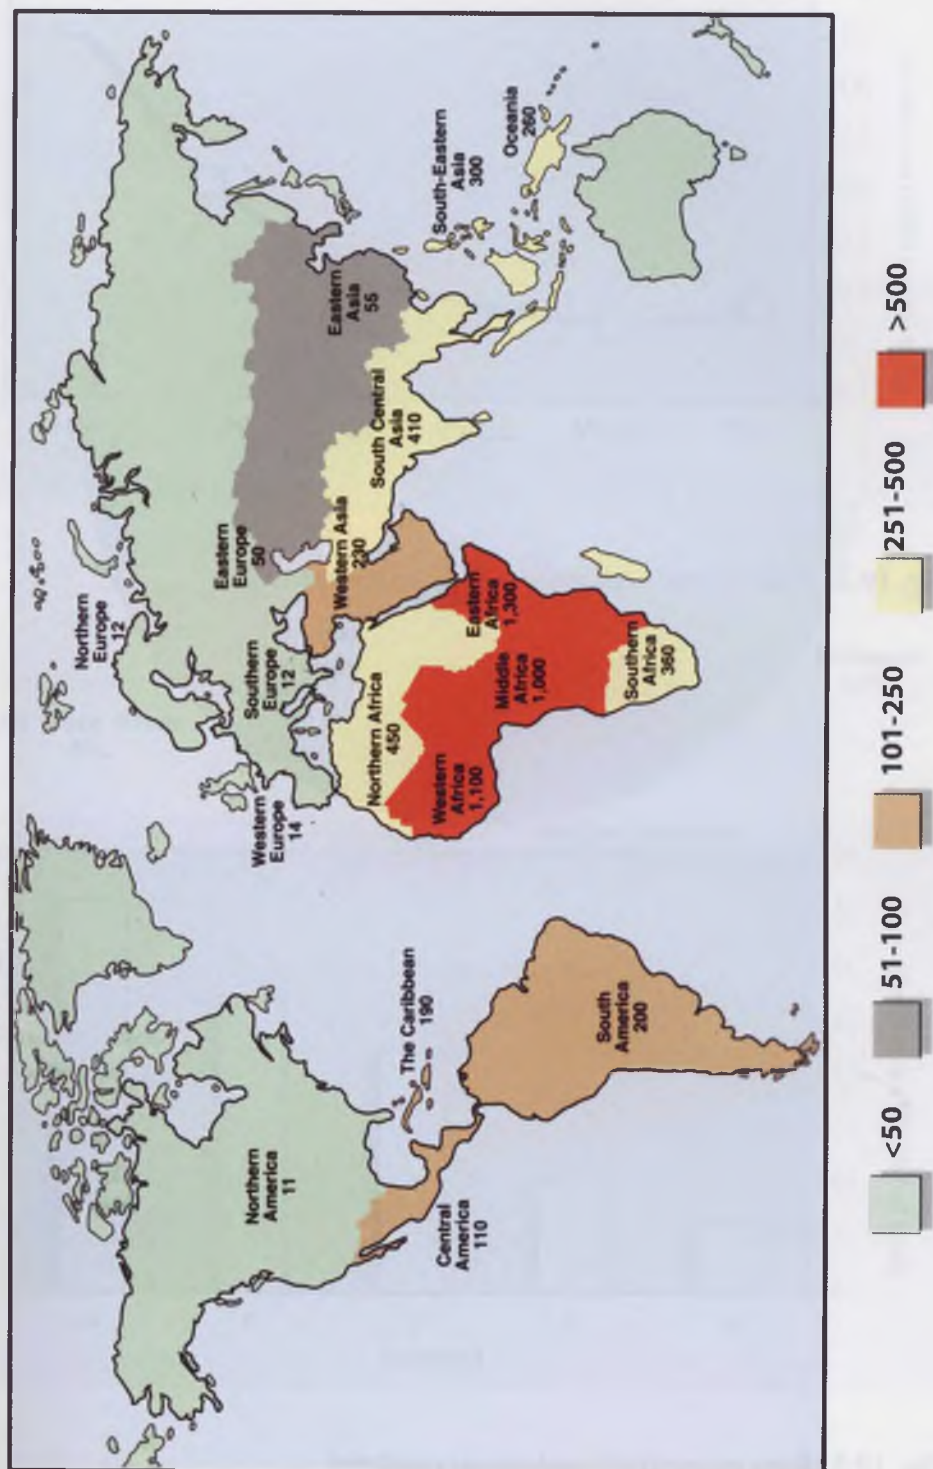 Northern
America
11
Central
America
110
The Caribbean
190
South
America
200
Western
Europe
14
Northern
Europe
12
Southern
Europe
12
Eastern
Europe
50
Northern Africa
450
Western
Africa
1,100
Middle
Africa
1,000
Eastern
Africa
1,300
Southern
Africa
360
Western Asia
230
South Central
Asia
410
Eastern
Asia
55
South-Eastern
Asia
300
Oceania
260
<50
51-100
101-250
251-500
>500